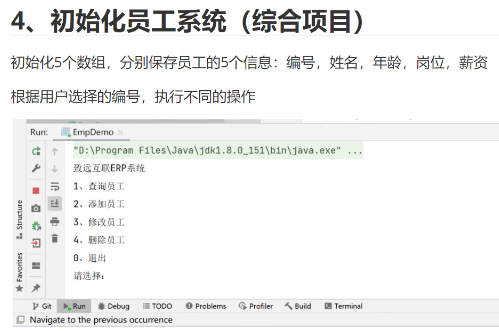 4、初始化员工系统（综合项目）
初始化5个数组，分别保存员工的5个信息：编号，姓名，年龄，岗位，薪资
根据用户选择的编号，执行不同的操作
Run: EmpDemo ×
"D:\Program Files\Java\jdk1.8.0_151\bin\java.exe" ...
致远互联ERP系统
1、查询员工
2、添加员工
3、修改员工
4、删除员工
0、退出
请选择:
Structure
Favorites
Git Run Debug TODO Problems Profiler Build Terminal
Navigate to the previous occurrence